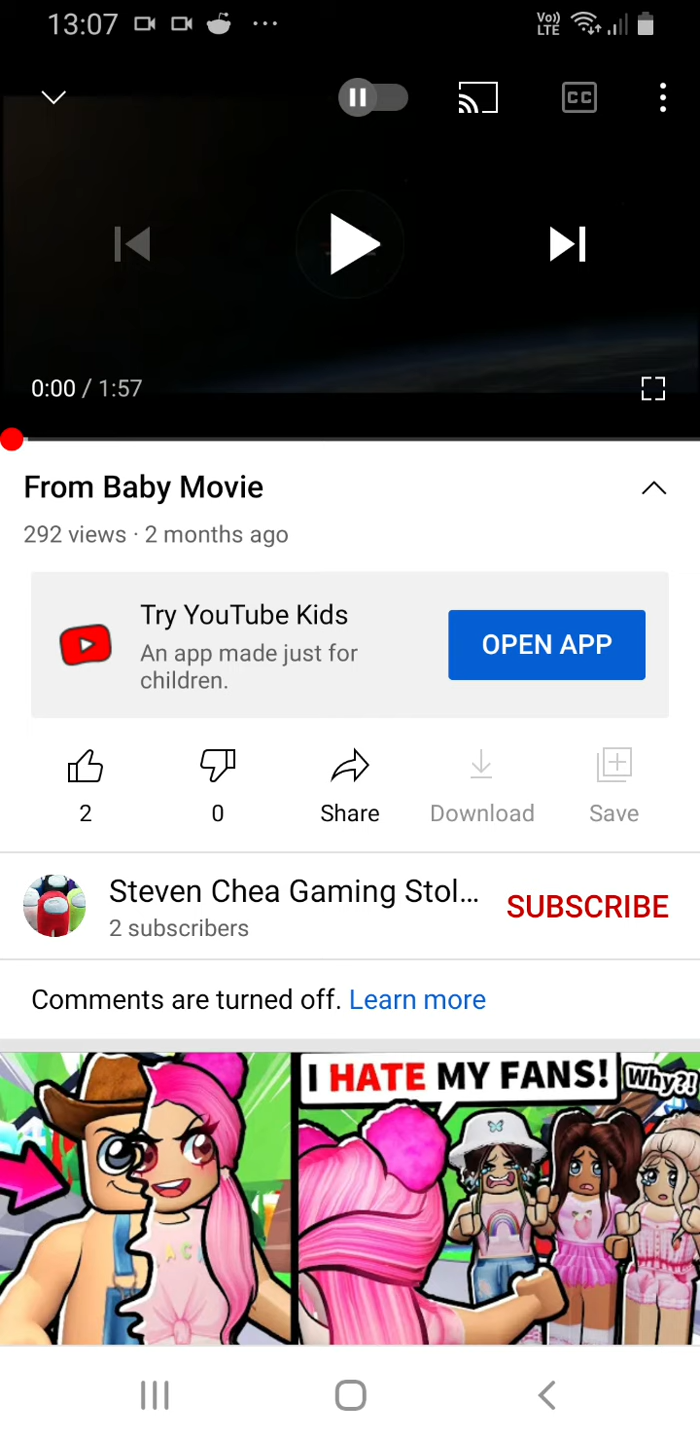 13:07
Vo))
LTE
CC
0:00 / 1:57
From Baby Movie
292 views · 2 months ago
Try YouTube Kids
An app made just for
children.
OPEN APP
2
0
Share
Download
Save
Steven Chea Gaming Stol...
2 subscribers
SUBSCRIBE
Comments are turned off. Learn more
I HATE MY FANS!
Why?!